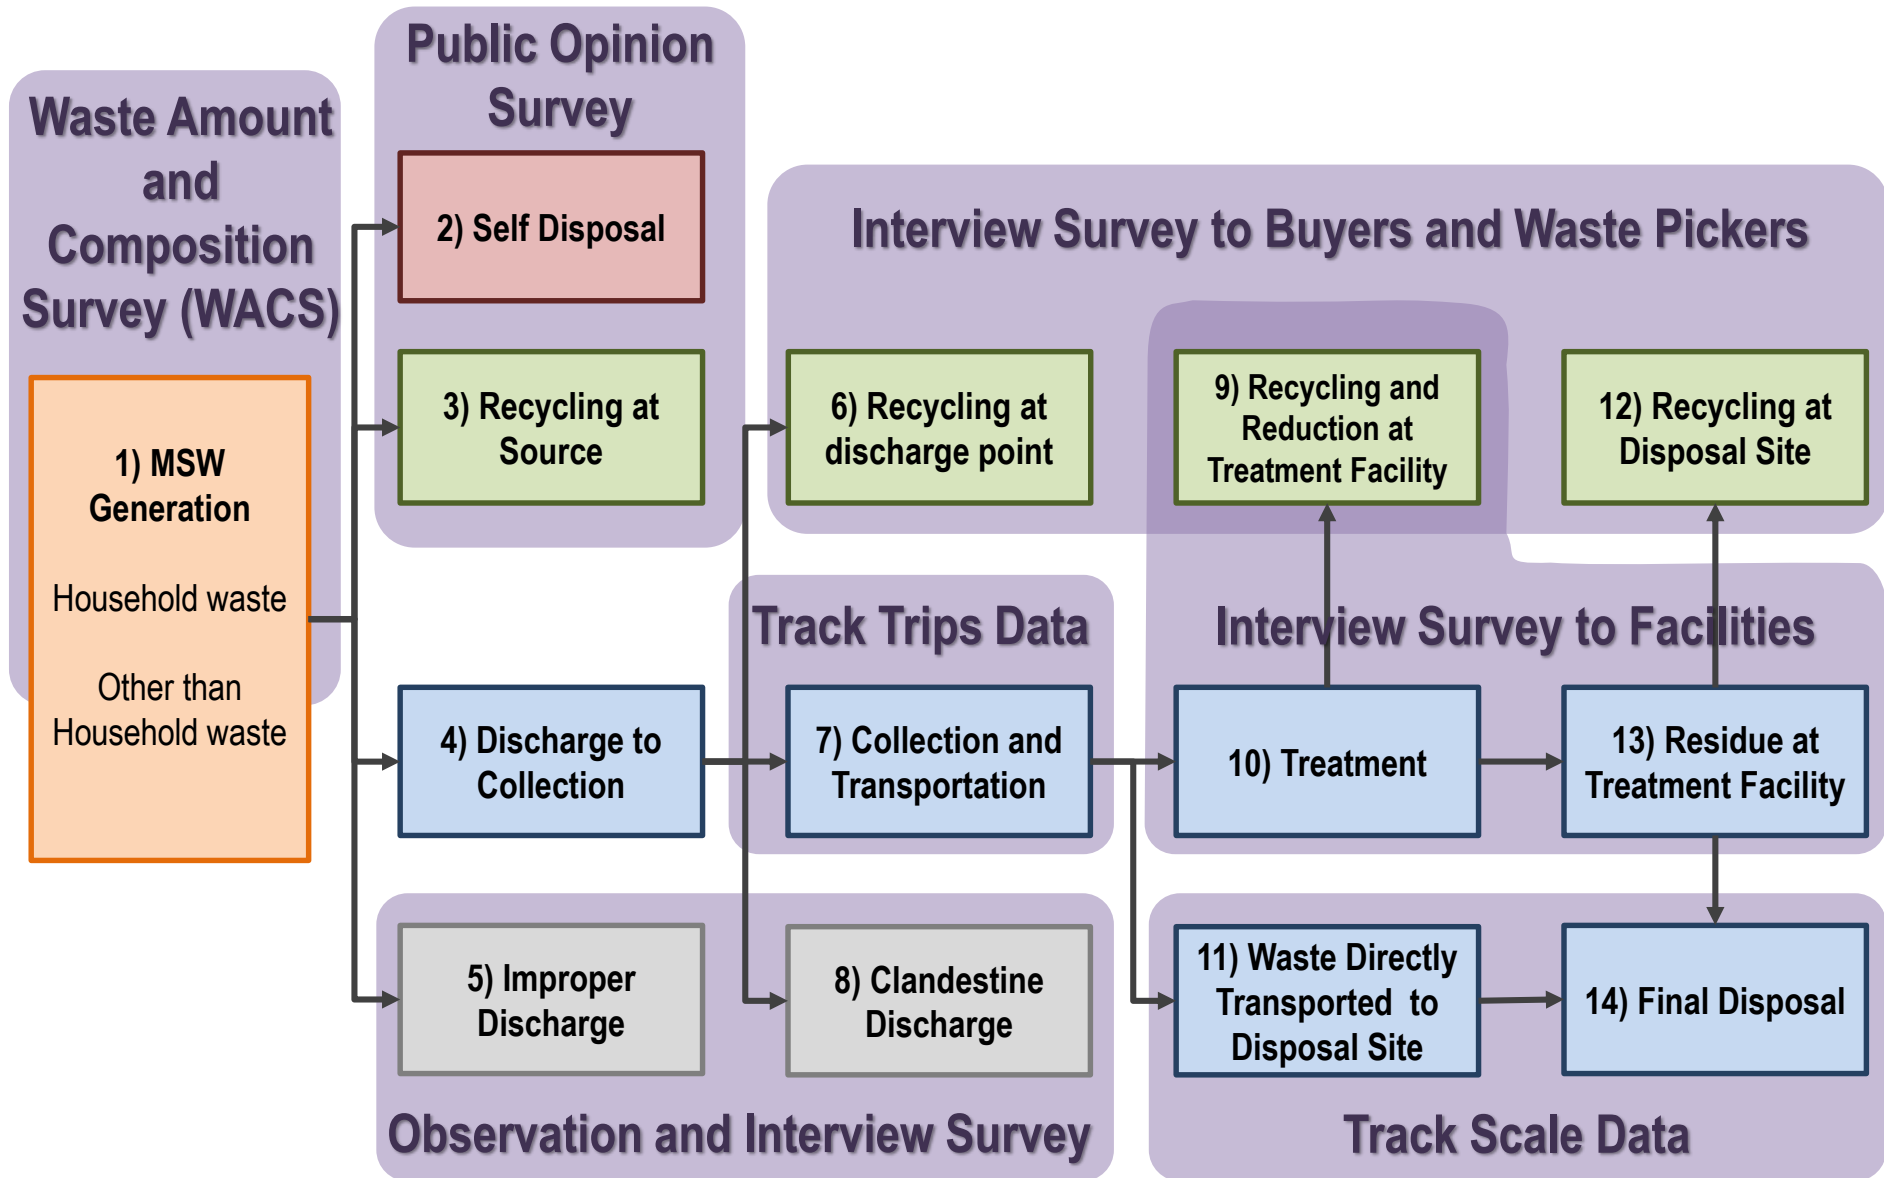 Waste Amount
and
Composition
Survey (WACS)
1) MSW
Generation
Household waste
Other than
Household waste
Public Opinion
Survey
2) Self Disposal
3) Recycling at
Source
4) Discharge to
Collection
5) Improper
Discharge
Interview Survey to Buyers and Waste Pickers
6) Recycling at
discharge point
9) Recycling and
Reduction at
Treatment Facility
12) Recycling at
Disposal Site
Track Trips Data
7) Collection and
Transportation
Interview Survey to Facilities
10) Treatment
13) Residue at
Treatment Facility
8) Clandestine
Discharge
Observation and Interview Survey
11) Waste Directly
Transported to
Disposal Site
14) Final Disposal
Track Scale Data